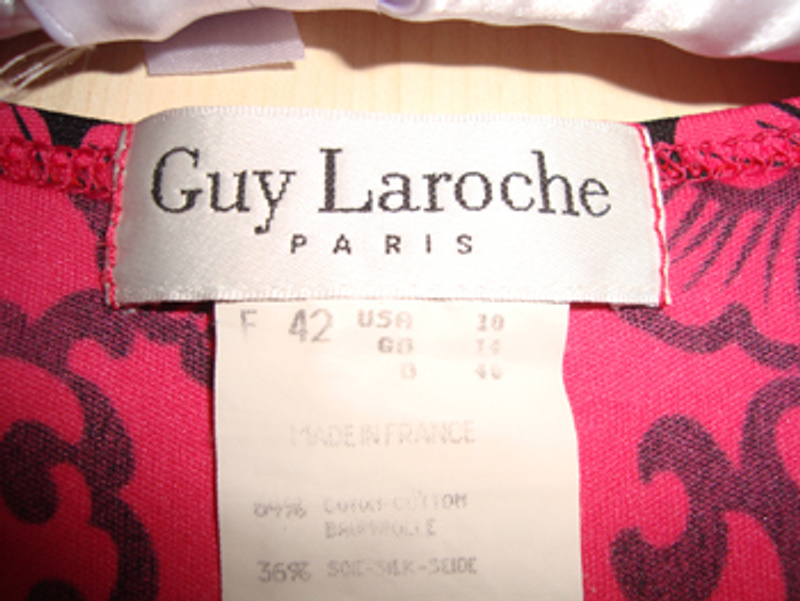 Guy Laroche
PARIS
F 42 USA 10
GB 14
D 40
MADE IN FRANCE
64% COTON-COTTON
BAUMWOLLE
36% SOIE-SILK-SEIDE